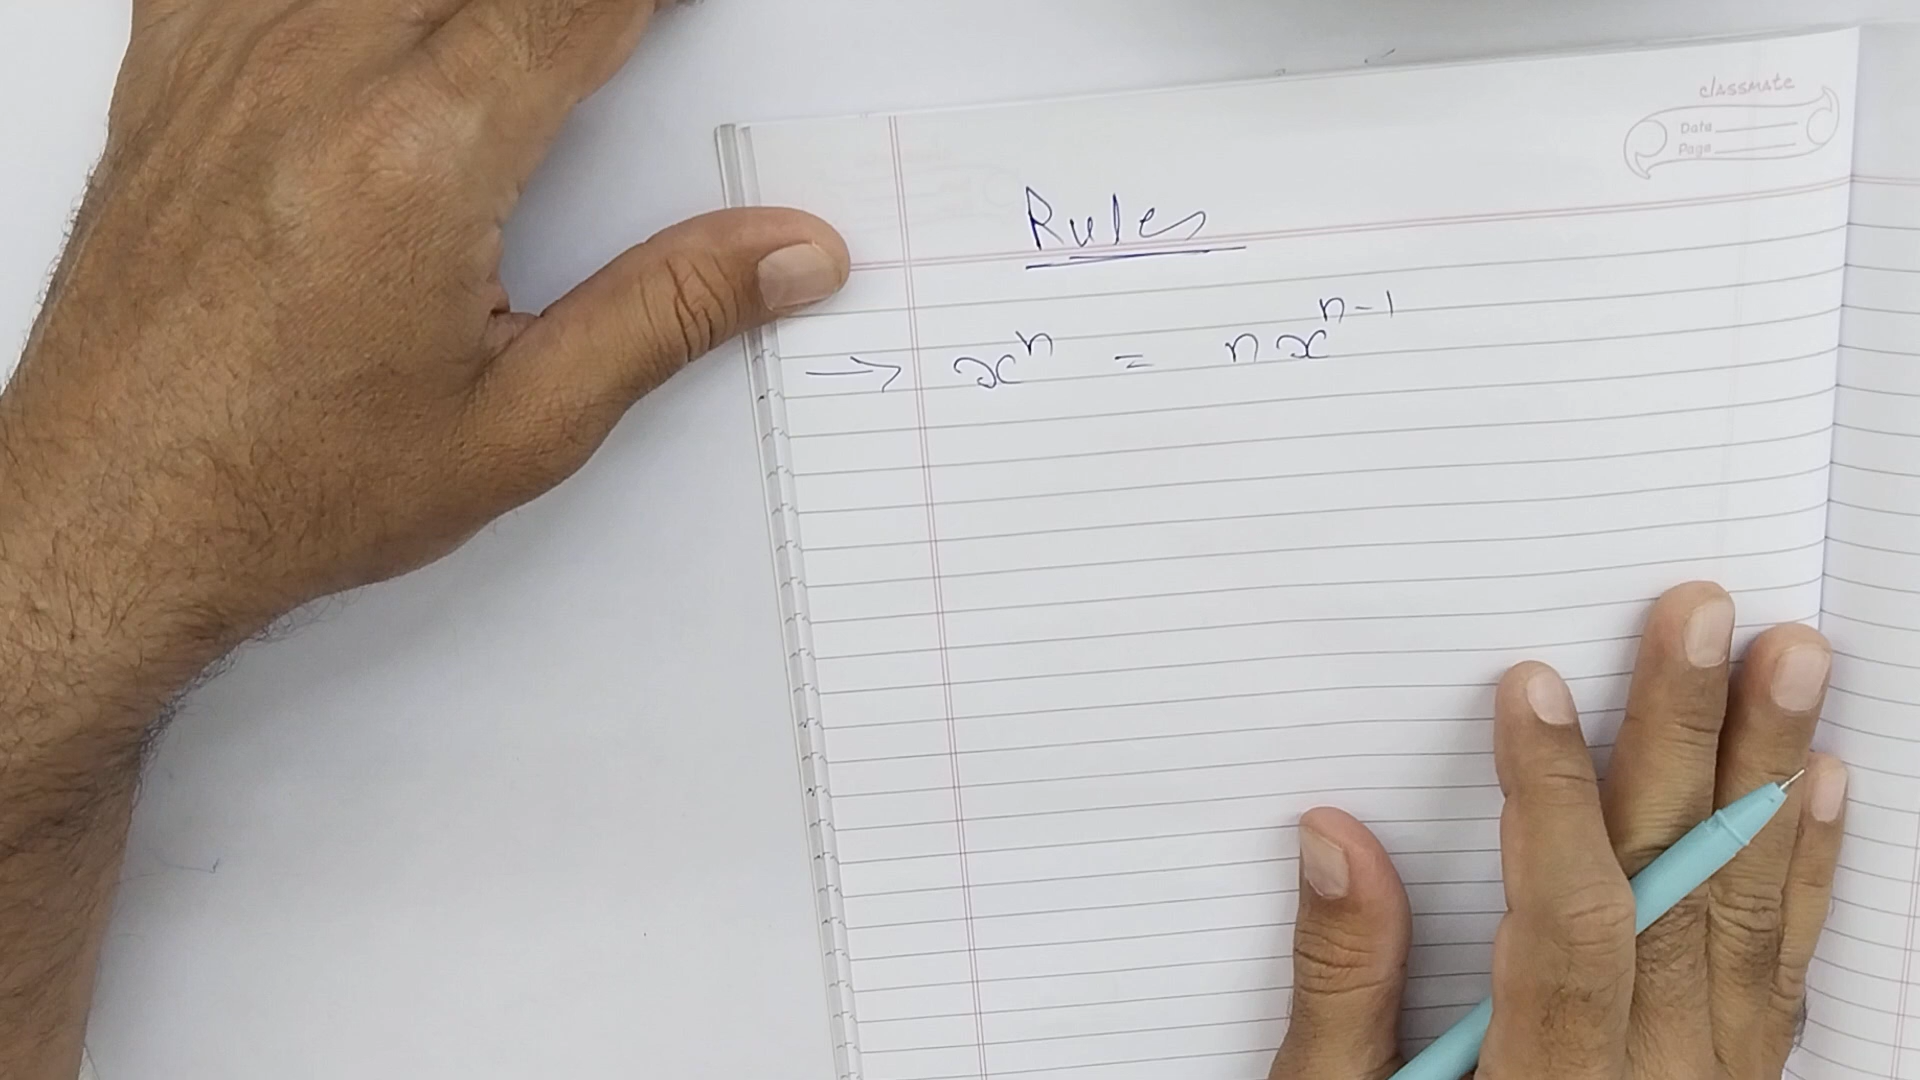 classmate
Date
Page
Rules
→ xⁿ = nxⁿ⁻¹